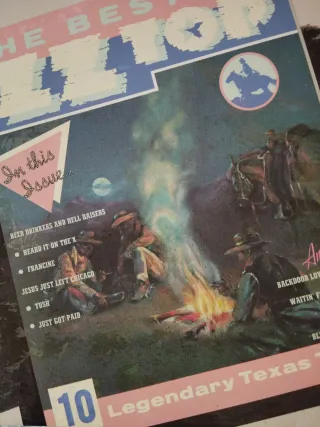 THE BEST
ZZ TOP
In this
Issue
BEER DRINKERS AND HELL RAISERS
• HEARD IT ON THE X
• FRANCINE
JESUS JUST LEFT CHICAGO
• TUSH
• JUST GOT PAID
BACKDOOR
WAITIN
10 Legendary Texas